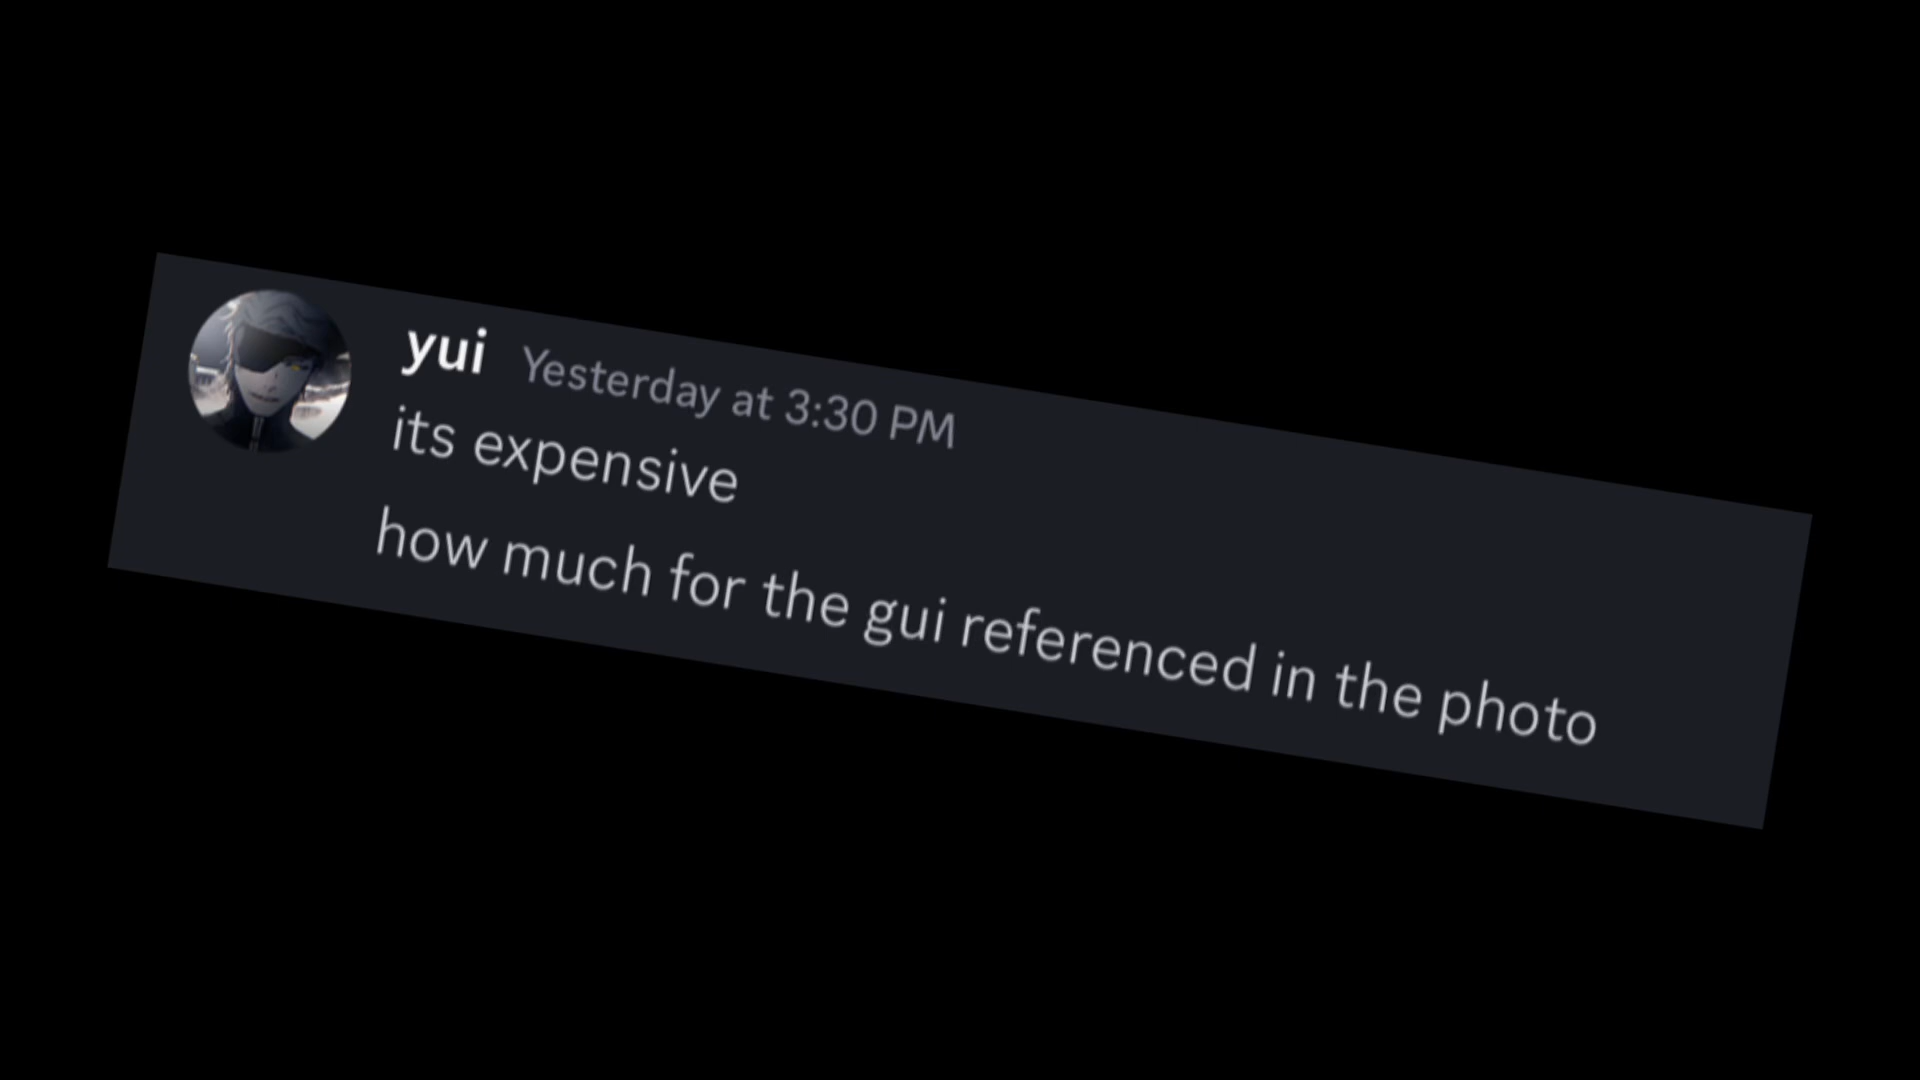 yui Yesterday at 3:30 PM
its expensive
how much for the gui referenced in the photo